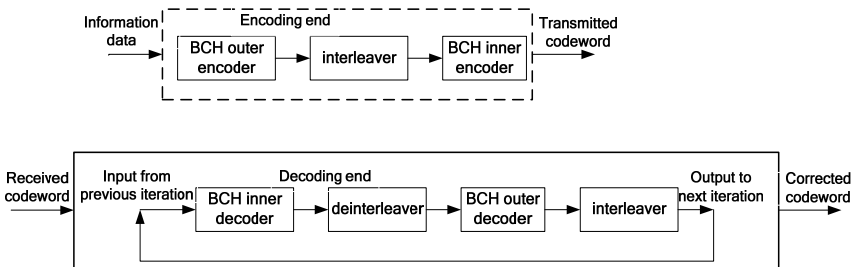 Information
data
Encoding end
BCH outer
encoder
interleaver
BCH inner
encoder
Transmitted
codeword
Received
codeword
Input from
previous iteration
Decoding end
BCH inner
decoder
deinterleaver
BCH outer
decoder
interleaver
Output to
next iteration
Corrected
codeword